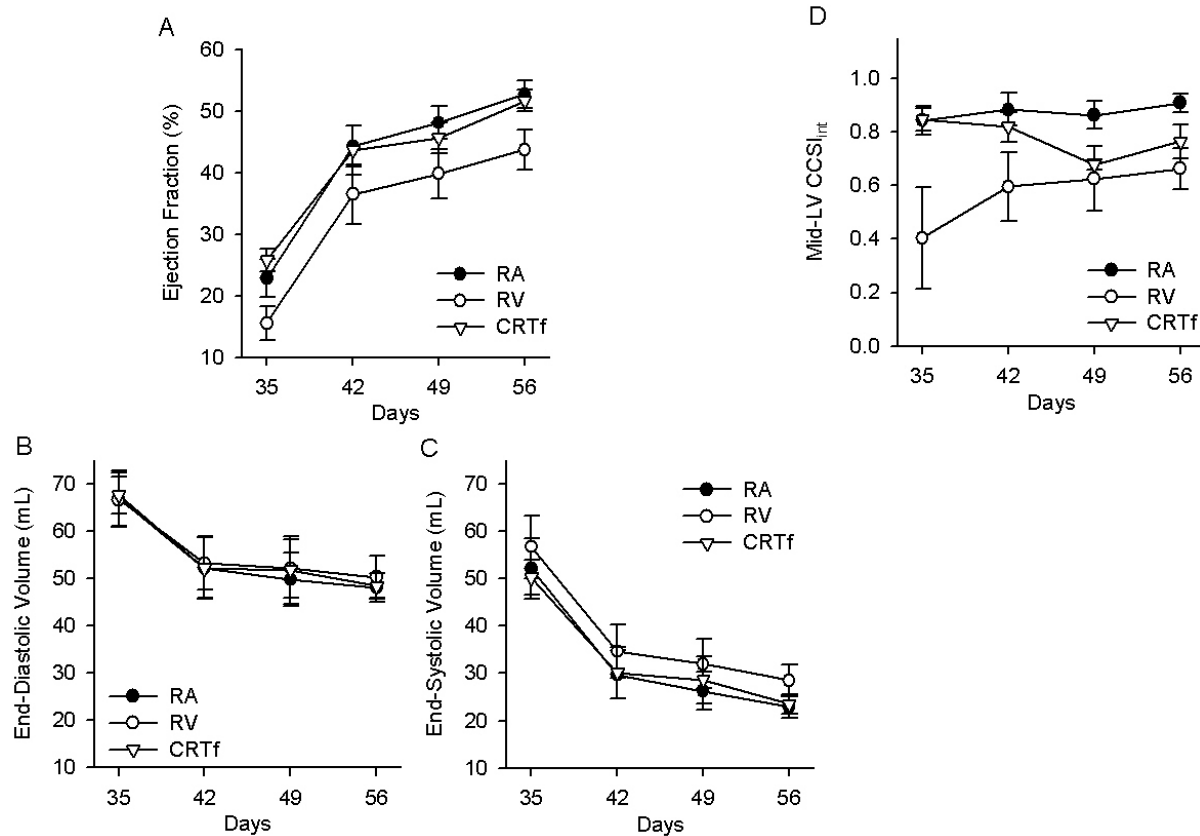 A
Ejection Fraction (%)
60
50
40
30
20
10
35 42 49 56
Days
RA
RV
CRTf
D
Mid-LV CCSIint
1.0
0.8
0.6
0.4
0.2
0.0
35 42 49 56
Days
RA
RV
CRTf
B
End-Diastolic Volume (mL)
70
60
50
40
30
20
10
35 42 49 56
Days
RA
RV
CRTf
C
End-Systolic Volume (mL)
70
60
50
40
30
20
10
35 42 49 56
Days
RA
RV
CRTf